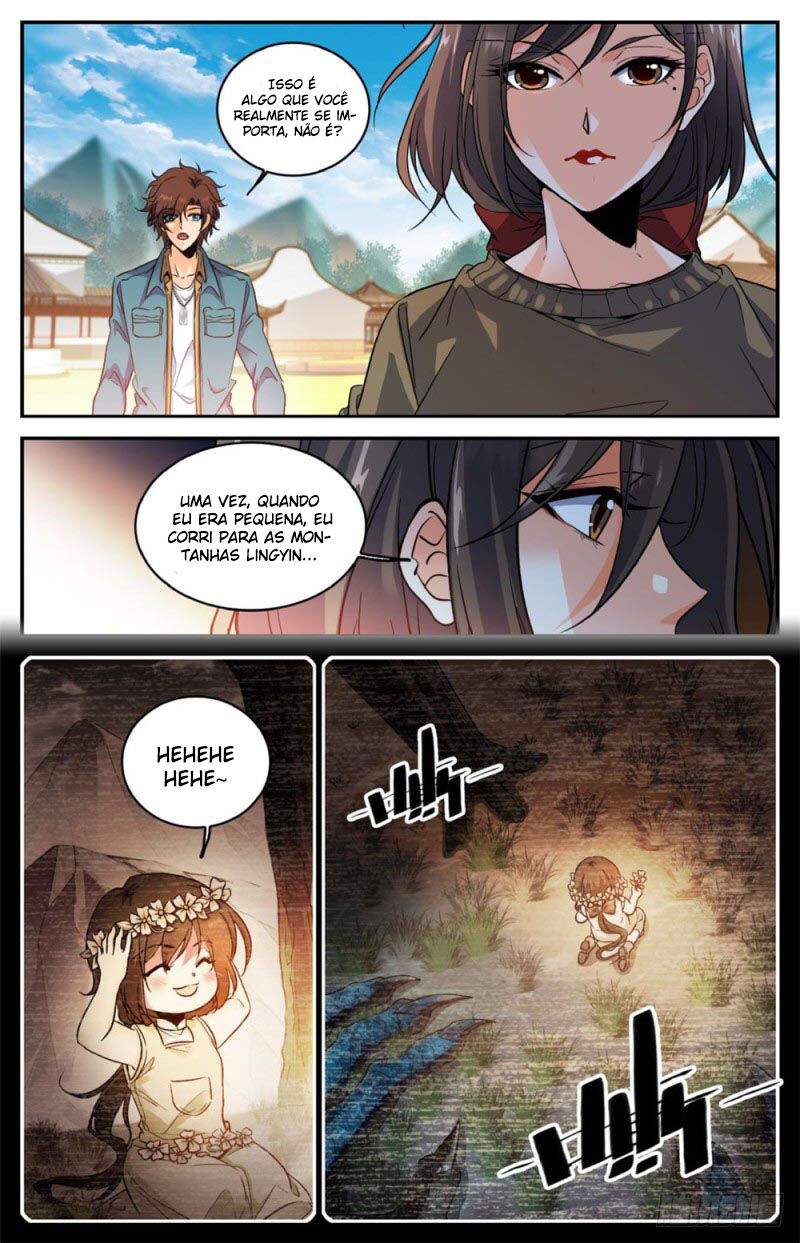 ISSO É
ALGO QUE VOCÊ
REALMENTE SE IM-
PORTA, NÃO É?
UMA VEZ, QUANDO
EU ERA PEQUENA, EU
CORRI PARA AS MON-
TANHAS LINGYIN...
HEHEHE
HEHE~